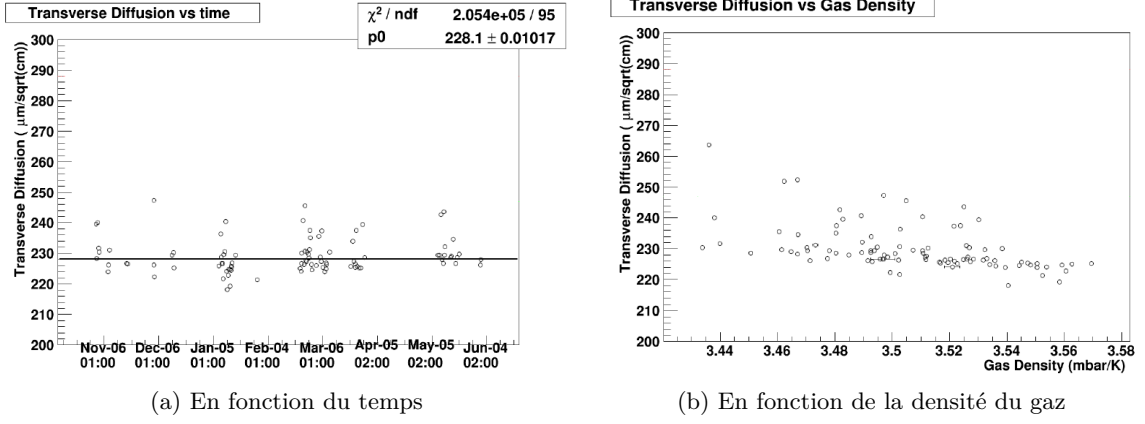 Transverse Diffusion vs time
χ² / ndf 2.054e+05 / 95
p0 228.1 ± 0.01017
Transverse Diffusion ( μm/sqrt(cm))
300
290
280
270
260
250
240
230
220
210
200
Nov-06 Dec-06 Jan-05 Feb-04 Mar-06 Apr-05 May-05 Jun-04
01:00 01:00 01:00 01:00 01:00 02:00 02:00 02:00
(a) En fonction du temps
Transverse Diffusion vs Gas Density
Transverse Diffusion ( μm/sqrt(cm))
300
290
280
270
260
250
240
230
220
210
200
3.44 3.46 3.48 3.5 3.52 3.54 3.56 3.58
Gas Density (mbar/K)
(b) En fonction de la densité du gaz